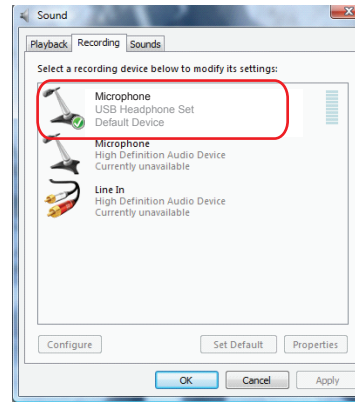 Sound
Playback Recording Sounds
Select a recording device below to modify its settings:
Microphone
USB Headphone Set
Default Device
Microphone
High Definition Audio Device
Currently unavailable
Line In
High Definition Audio Device
Currently unavailable
Configure Set Default Properties
OK Cancel Apply